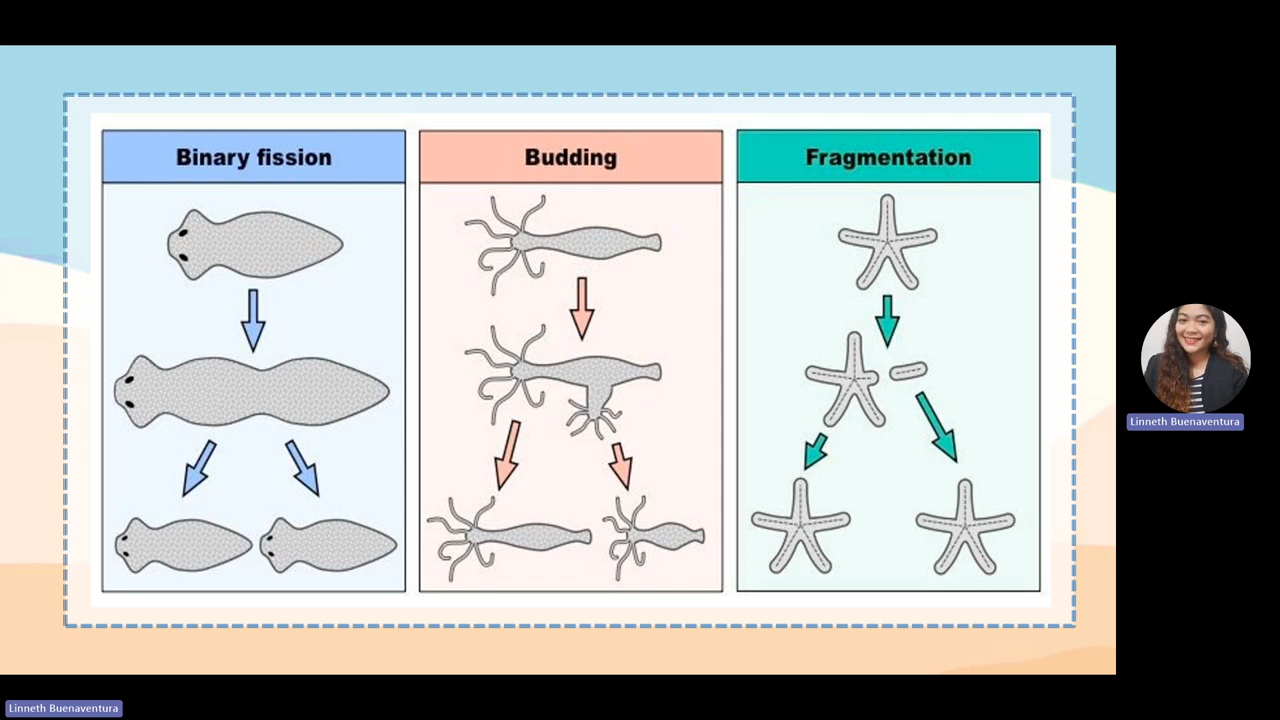 Binary fission
Budding
Fragmentation
Linneth Buenaventura
Linneth Buenaventura